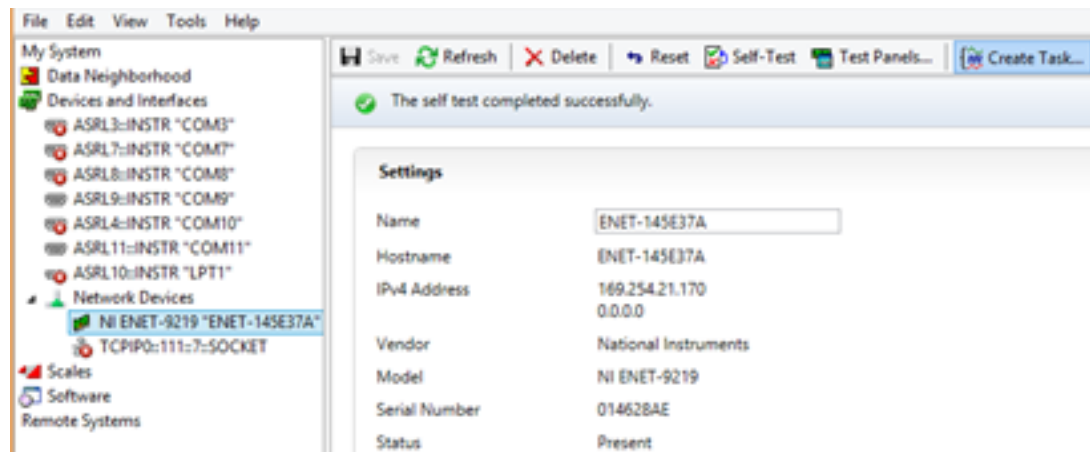 File Edit View Tools Help
My System
Data Neighborhood
Devices and Interfaces
ASRL3::INSTR "COM3"
ASRL7::INSTR "COM7"
ASRL8::INSTR "COM8"
ASRL9::INSTR "COM9"
ASRL4::INSTR "COM10"
ASRL11::INSTR "COM11"
ASRL10::INSTR "LPT1"
Network Devices
NI ENET-9219 "ENET-145E37A"
TCPIP0::111::7::SOCKET
Scales
Software
Remote Systems
Save Refresh Delete Reset Self-Test Test Panels... Create Task...
The self test completed successfully.
Settings
Name ENET-145E37A
Hostname ENET-145E37A
IPv4 Address 169.254.21.170
0.0.0.0
Vendor National Instruments
Model NI ENET-9219
Serial Number 014628AE
Status Present